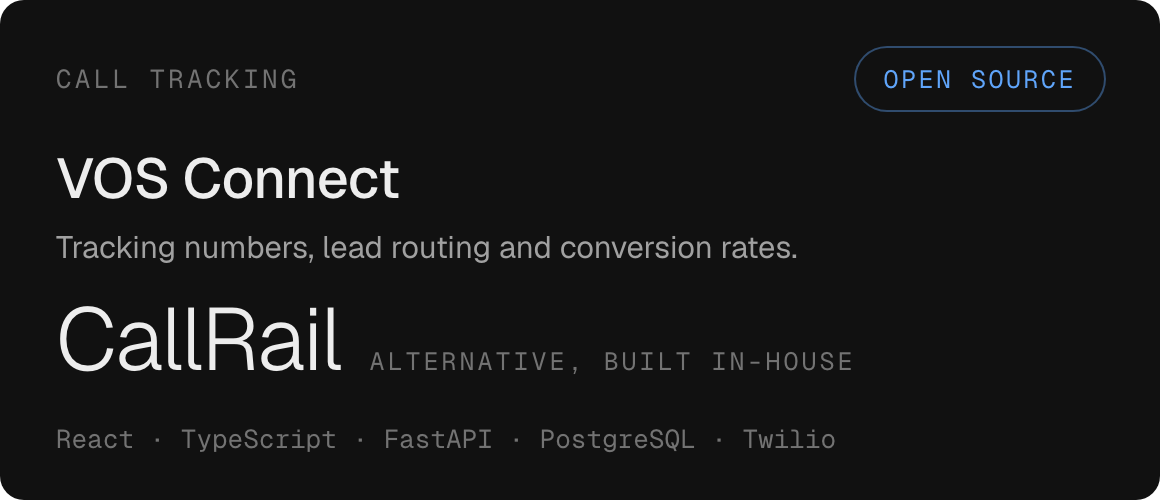 CALL TRACKING
OPEN SOURCE
VOS Connect
Tracking numbers, lead routing and conversion rates.
CallRail ALTERNATIVE, BUILT IN-HOUSE
React · TypeScript · FastAPI · PostgreSQL · Twilio